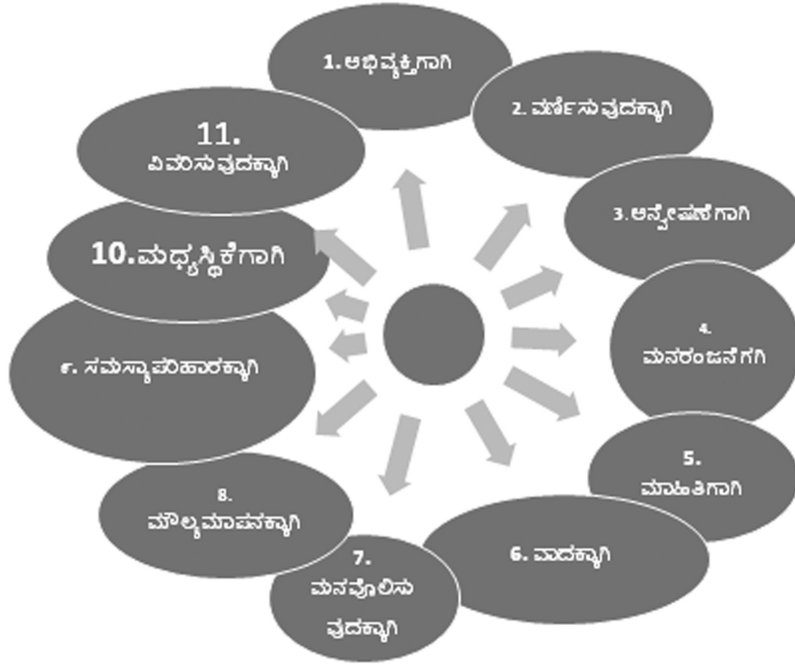 1. ಅಭಿವ್ಯಕ್ತಿಗಾಗಿ
2. ವರ್ಣಿಸುವುದಕ್ಕಾಗಿ
3. ಅನ್ವೇಷಣೆಗಾಗಿ
4.
ಮನರಂಜನೆಗಗಿ
5.
ಮಾಹಿತಿಗಾಗಿ
6. ವಾದಕ್ಕಾಗಿ
7.
ಮನವೊಲಿಸು
ವುದಕ್ಕಾಗಿ
8.
ಮೌಲ್ಯಮಾಪನಕ್ಕಾಗಿ
೯. ಸಮಸ್ಯಾಪರಿಹಾರಕ್ಕಾಗಿ
10.ಮಧ್ಯಸ್ಥಿಕೆಗಾಗಿ
11.
ವಿವರಿಸುವುದಕ್ಕಾಗಿ